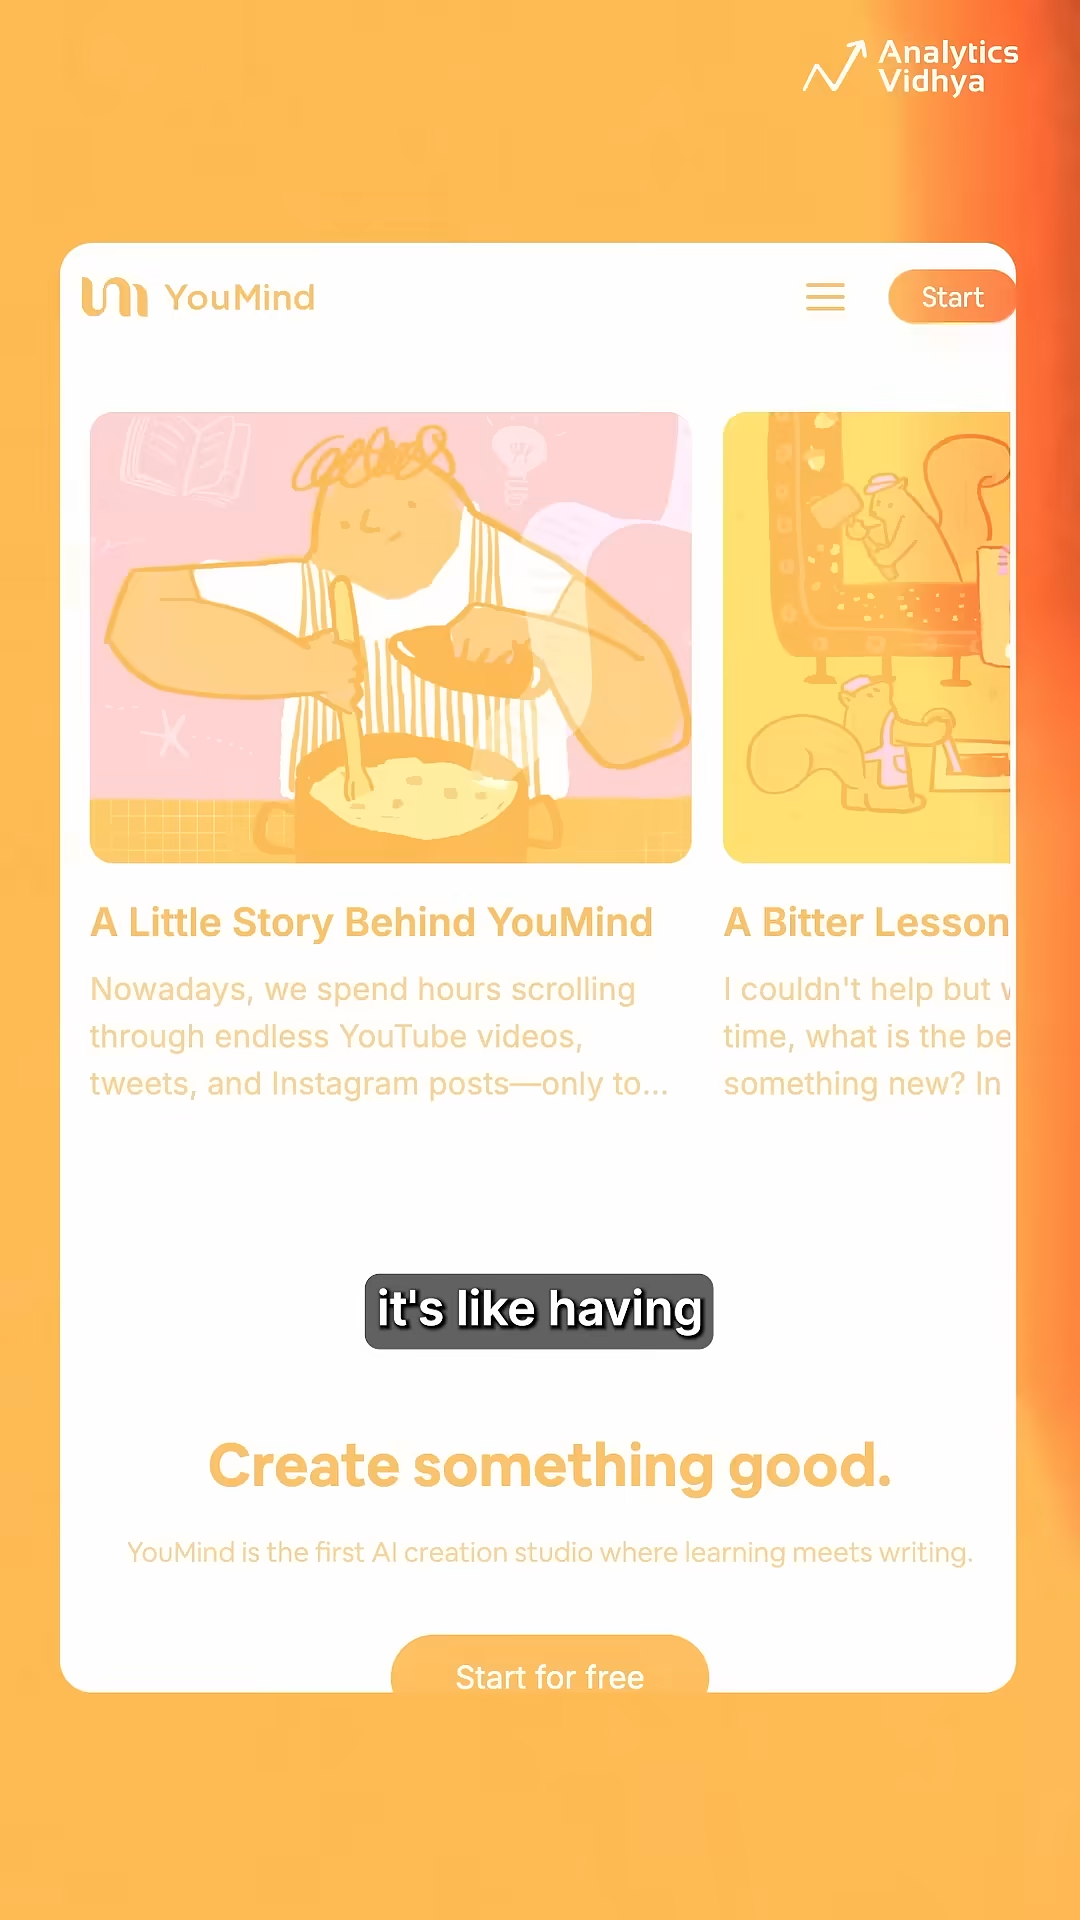 Analytics
Vidhya
YouMind
Start
A Little Story Behind YouMind
Nowadays, we spend hours scrolling
through endless YouTube videos,
tweets, and Instagram posts—only to...
A Bitter Lesson
I couldn't help but
time, what is the
something new? In
it's like having
Create something good.
YouMind is the first AI creation studio where learning meets writing.
Start for free